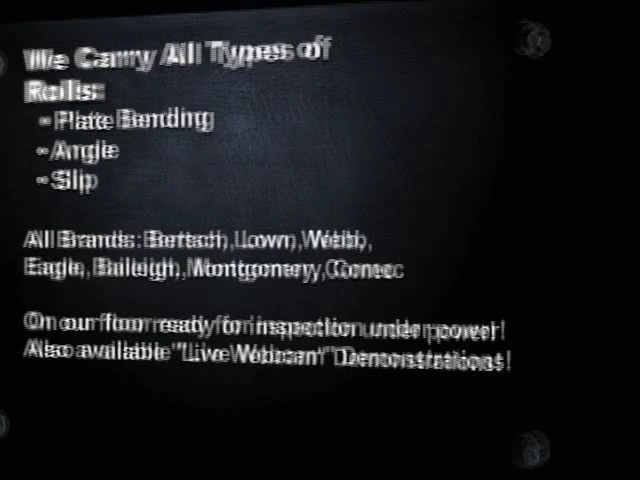 We Carry All Types of
Rolls:
- Plate Bending
- Angle
- Slip
All Brands: Bertsch, Lown, Webb,
Eagle, Baileigh, Montgomery, Comec
On our floor ready for inspection under power!
Also available "Live Webcam" Demonstrations!